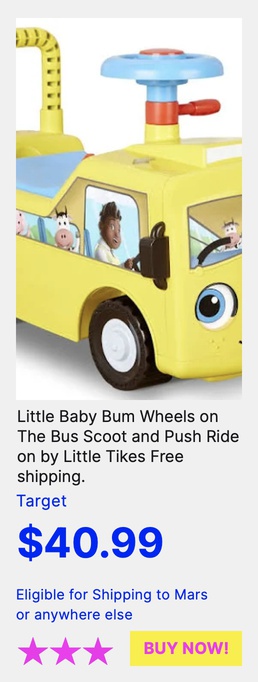 Little Baby Bum Wheels on
The Bus Scoot and Push Ride
on by Little Tikes Free
shipping.
Target
$40.99
Eligible for Shipping to Mars
or anywhere else
BUY NOW!